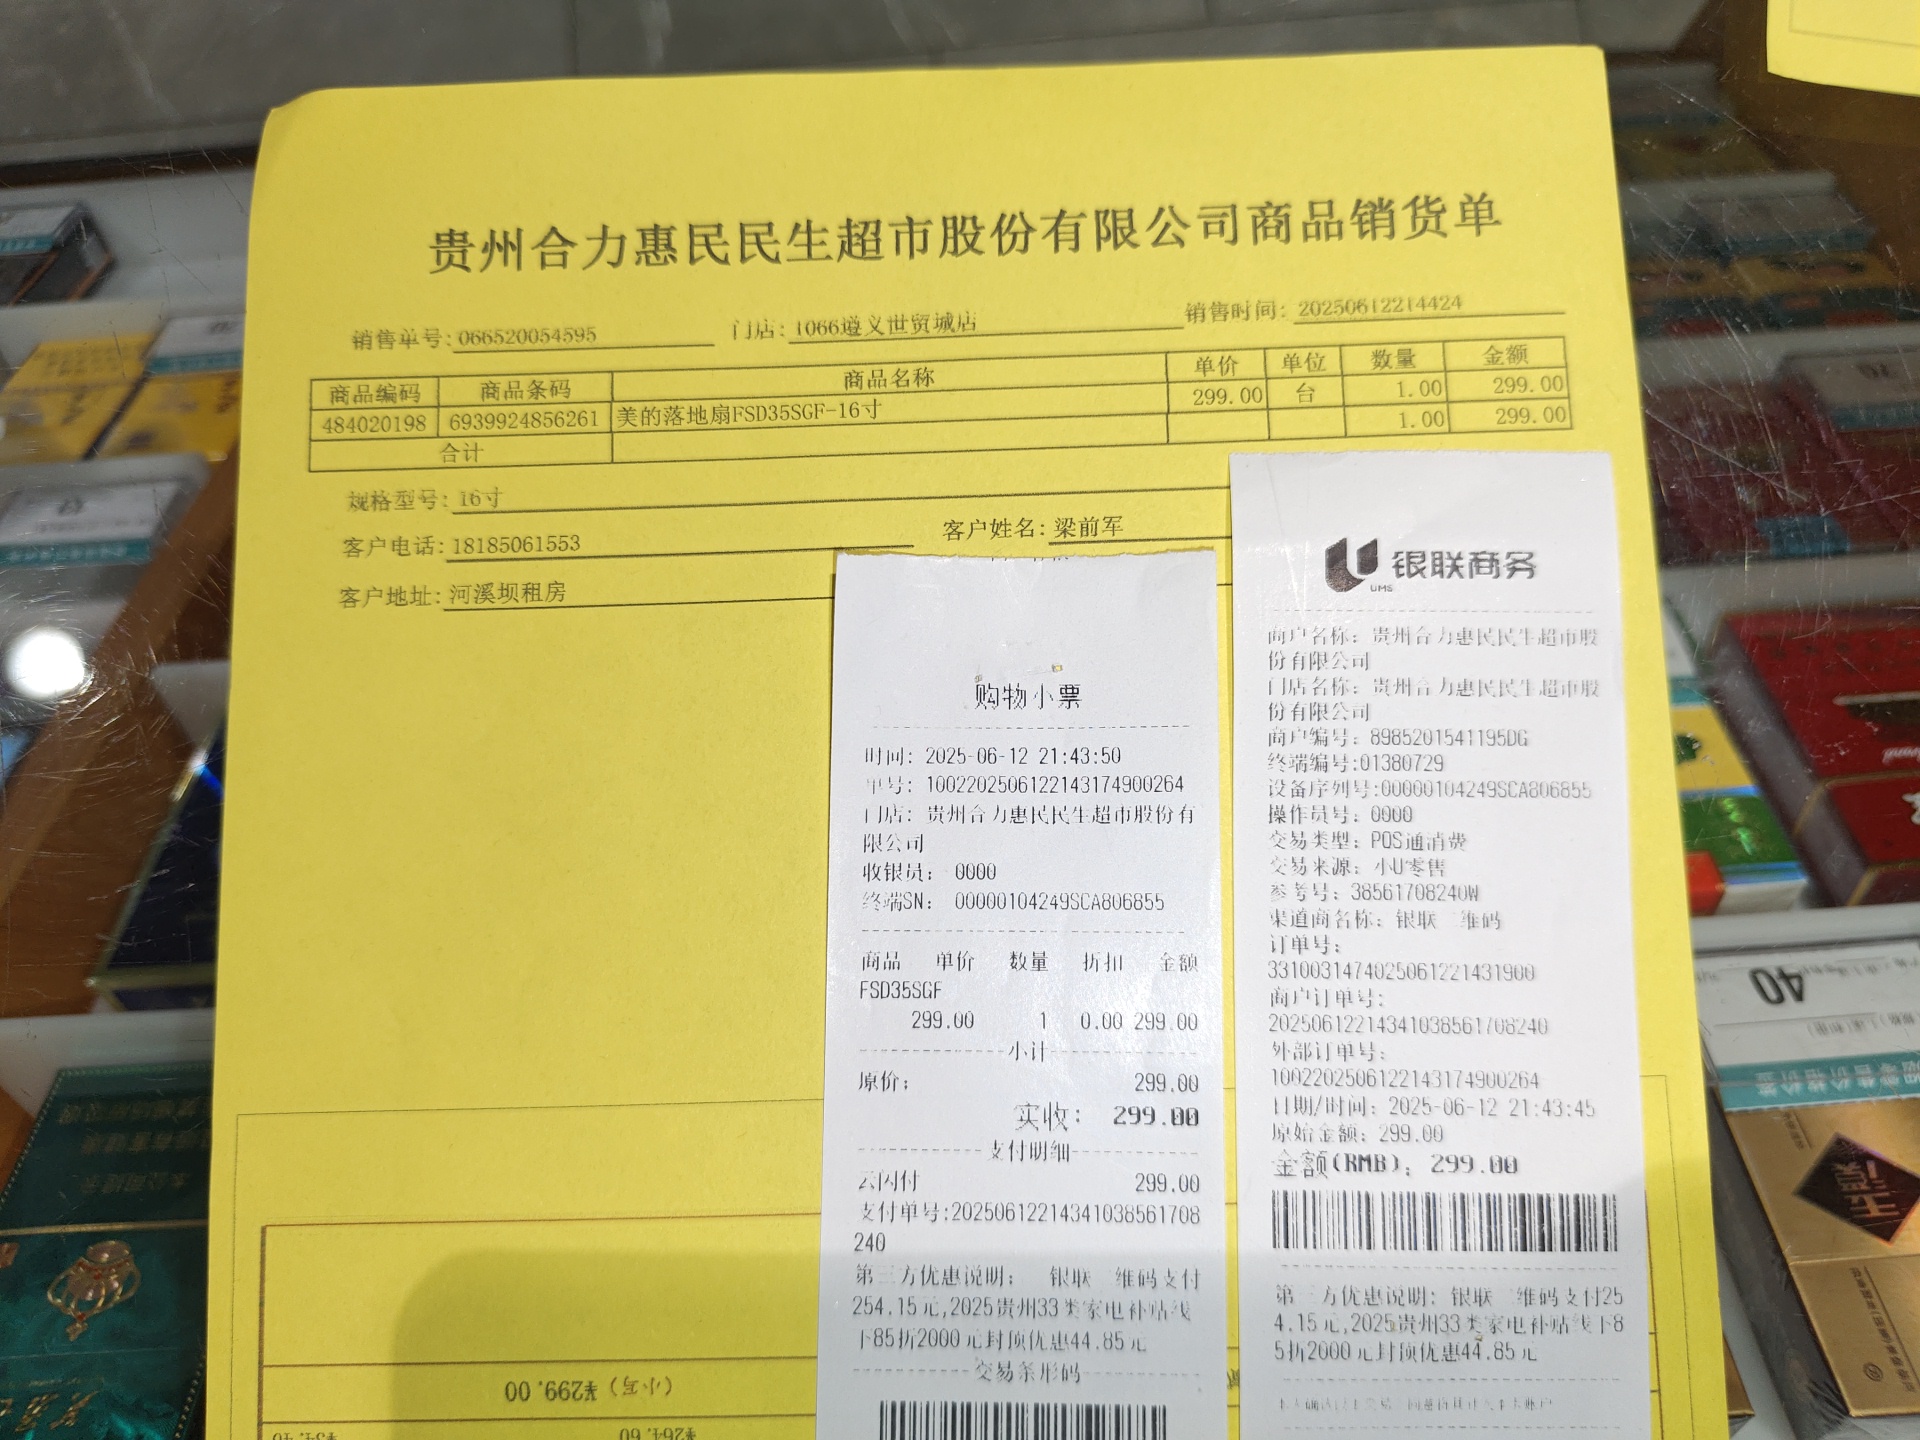 贵州合力惠民民生超市股份有限公司商品销货单
销售单号: 066520054595 门店: 1066遵义世贸城店 销售时间: 20250612214424
商品编码 商品条码 商品名称 单价 单位 数量 金额
484020198 6939924856261 美的落地扇FSD35SGF-16寸 299.00 台 1.00 299.00
合计 1.00 299.00
规格型号: 16寸
客户电话: 18185061553 客户姓名: 梁前军
客户地址: 河溪坝租房
购物小票
时间: 2025-06-12 21:43:50
单号: 1002202506122143174900264
门店: 贵州合力惠民民生超市股份有
限公司
收银员: 0000
终端SN: 00000104249SCA806855
商品 单价 数量 折扣 金额
FSD35SGF
299.00 1 0.00 299.00
小计
原价: 299.00
实收: 299.00
支付明细
云闪付 299.00
支付单号:20250612214341038561708
240
第三方优惠说明: 银联二维码支付
254.15元,2025贵州33类家电补贴线
下85折2000元封顶优惠44.85元
交易条形码
银联商务
UMS
商户名称: 贵州合力惠民民生超市股
份有限公司
门店名称: 贵州合力惠民民生超市股
份有限公司
商户编号: 8985201541195DG
终端编号:01380729
设备序列号:00000104249SCA806855
操作员号: 0000
交易类型: POS通消费
交易来源: 小U零售
参考号: 38561708240W
渠道商名称: 银联二维码
订单号:
3310031474025061221431900
商户订单号:
20250612214341038561708240
外部订单号:
1002202506122143174900264
日期/时间: 2025-06-12 21:43:45
原始金额: 299.00
金额(RMB): 299.00
第三方优惠说明: 银联二维码支付25
4.15元,2025贵州33类家电补贴线下8
5折2000元封顶优惠44.85元
(小写) ¥299.00
¥264.60
40